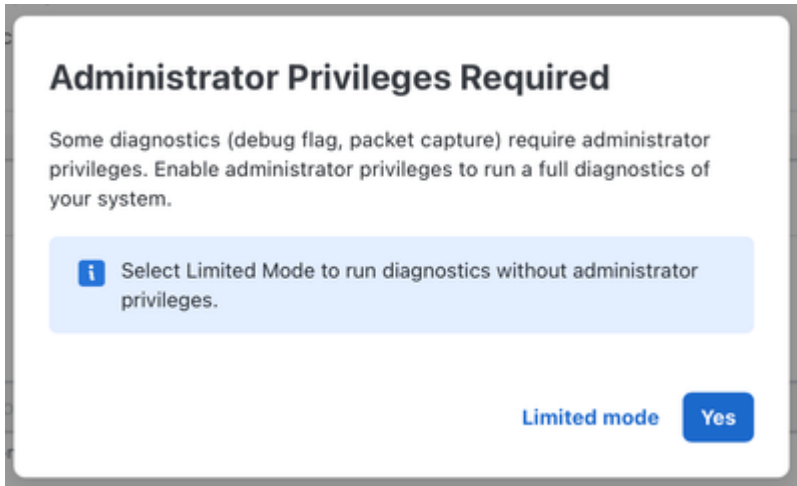 Administrator Privileges Required
Some diagnostics (debug flag, packet capture) require administrator
privileges. Enable administrator privileges to run a full diagnostics of
your system.
Select Limited Mode to run diagnostics without administrator
privileges.
Limited mode
Yes